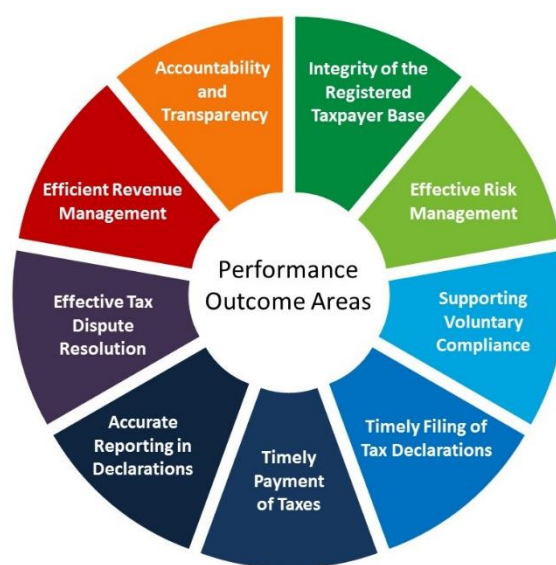 Performance
Outcome Areas
Integrity of the
Registered
Taxpayer Base
Effective Risk
Management
Supporting
Voluntary
Compliance
Timely Filing of
Tax Declarations
Timely
Payment
of Taxes
Accurate
Reporting in
Declarations
Effective Tax
Dispute
Resolution
Efficient Revenue
Management
Accountability
and
Transparency